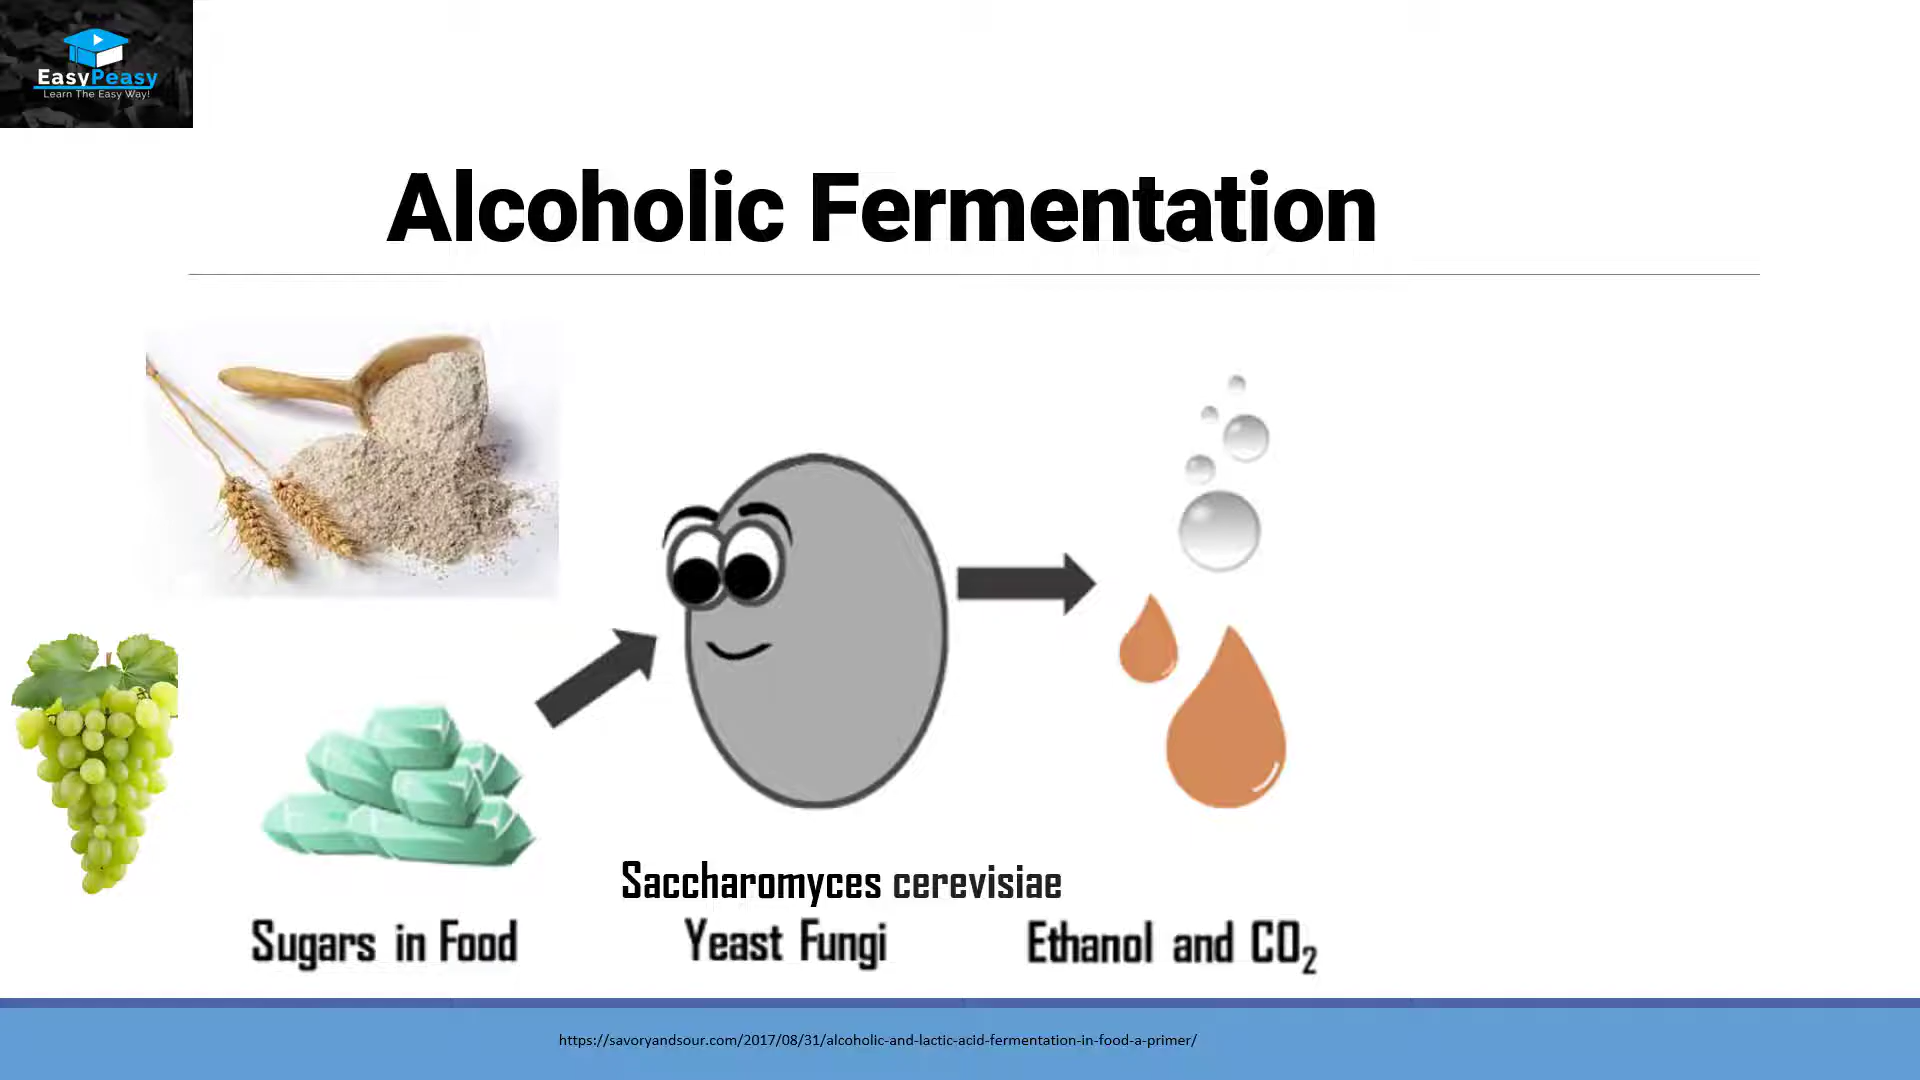 EasyPeasy
Learn The Easy Way!
Alcoholic Fermentation
Saccharomyces cerevisiae
Sugars in Food
Yeast Fungi
Ethanol and CO₂
https://savoryandsour.com/2017/08/31/alcoholic-and-lactic-acid-fermentation-in-food-a-primer/